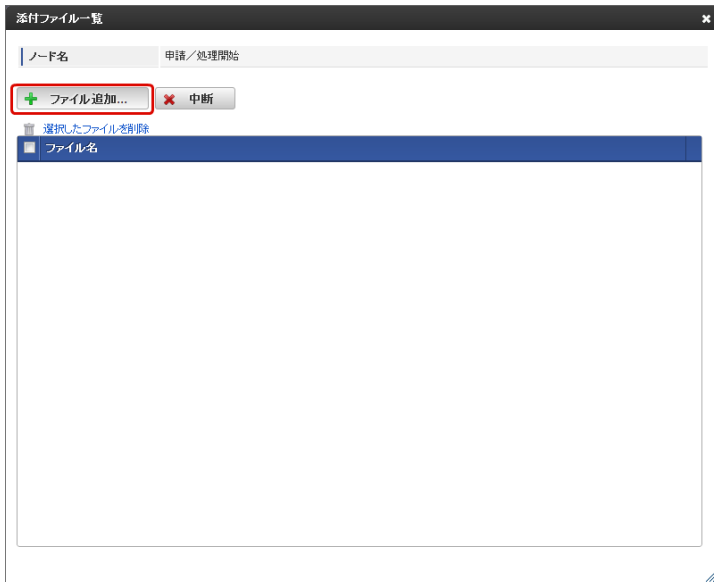 添付ファイル一覧
ノード名 申請／処理開始
ファイル追加... 中断
選択したファイルを削除
ファイル名